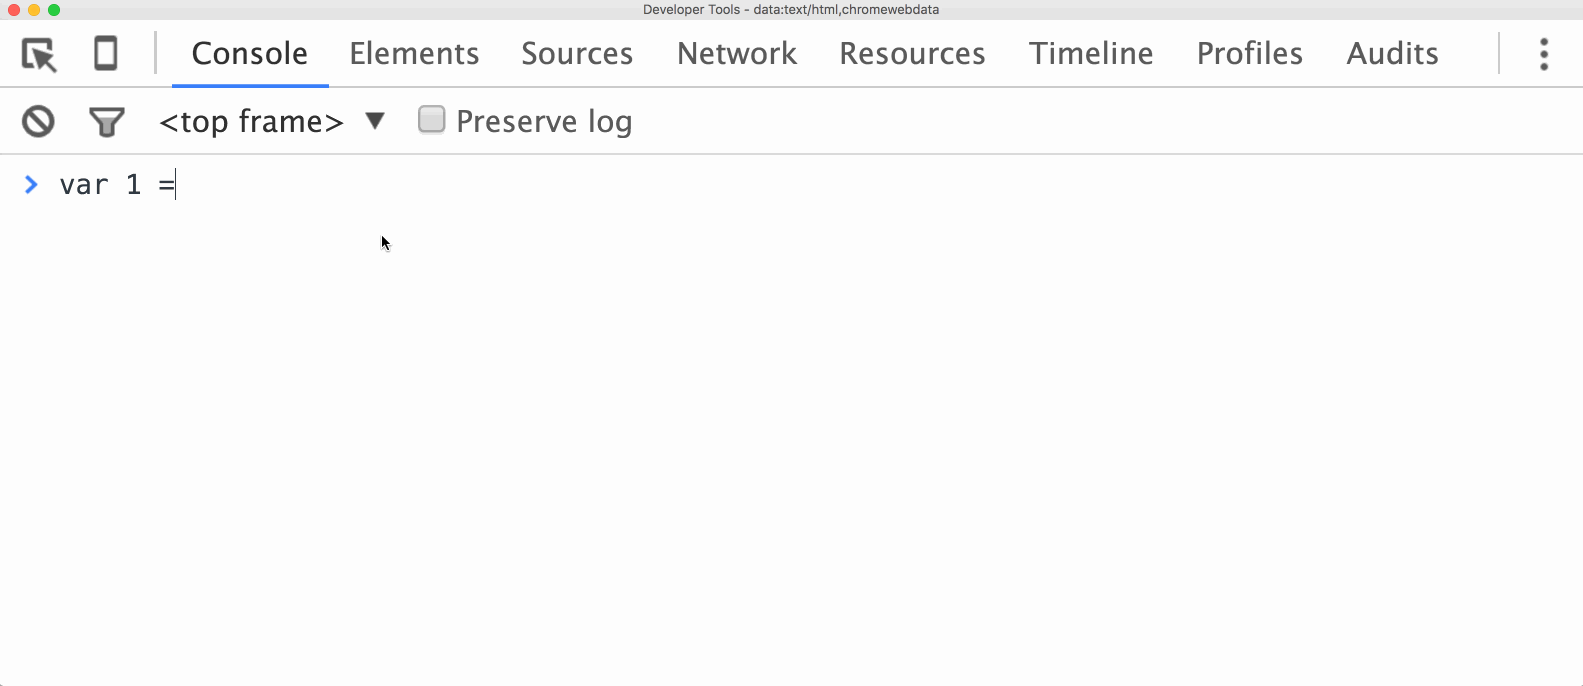 Developer Tools - data:text/html,chromewebdata
Console Elements Sources Network Resources Timeline Profiles Audits
<top frame> ▼ Preserve log
> var 1 =